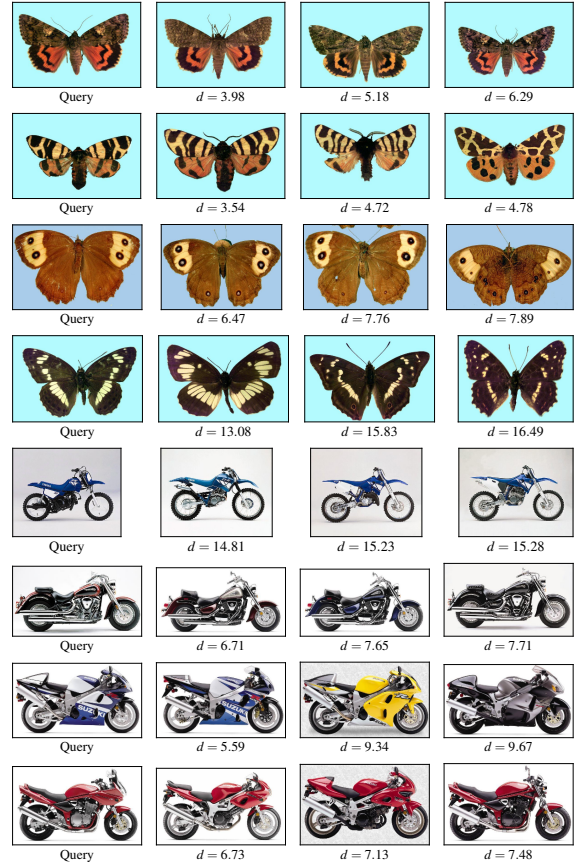 Query d = 3.98 d = 5.18 d = 6.29
Query d = 3.54 d = 4.72 d = 4.78
Query d = 6.47 d = 7.76 d = 7.89
Query d = 13.08 d = 15.83 d = 16.49
Query d = 14.81 d = 15.23 d = 15.28
Query d = 6.71 d = 7.65 d = 7.71
SUZUKI SUZUKI
Query d = 5.59 d = 9.34 d = 9.67
Query d = 6.73 d = 7.13 d = 7.48